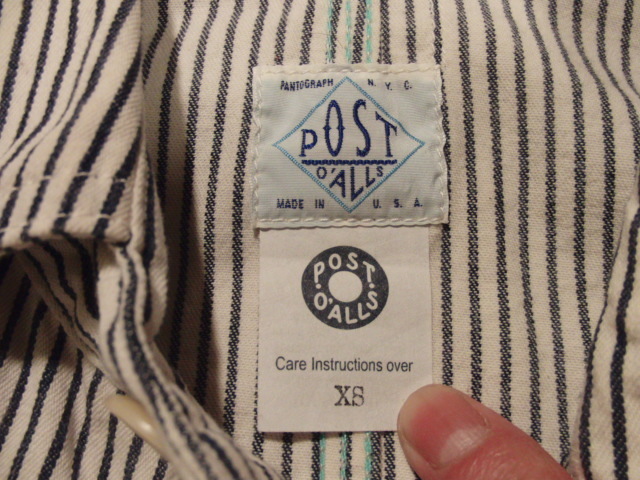 PANTOGRAPH N.Y.C.
POST
O'ALLS
MADE IN U.S.A.
POST
O'ALLS
Care Instructions over
XS